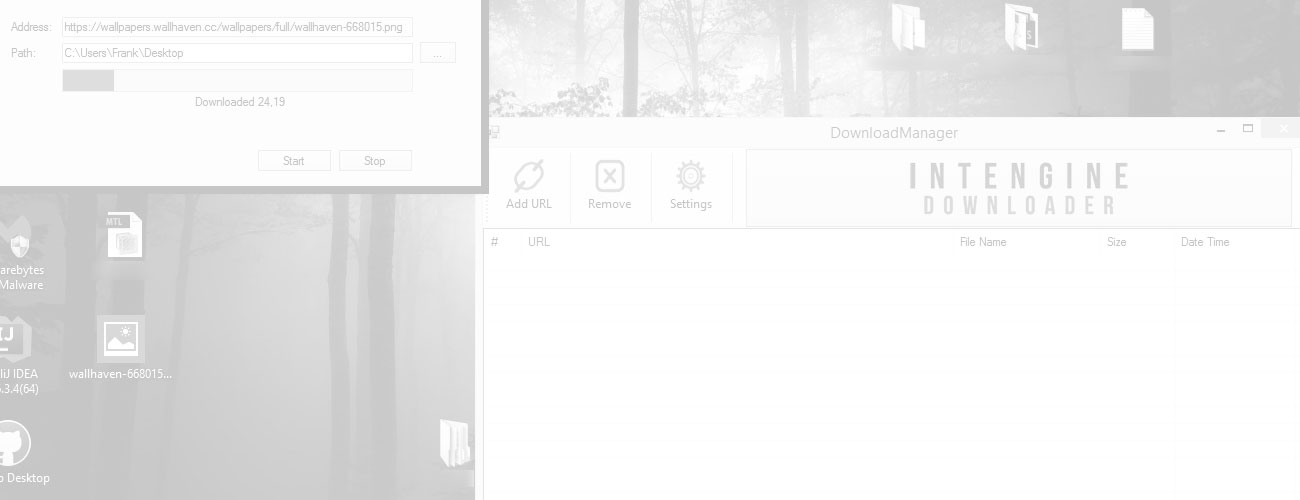 Address:
https://wallpapers.wallhaven.cc/wallpapers/full/wallhaven-668015.png
Path:
C:\Users\Frank\Desktop
...
Downloaded 24,19
Start
Stop
DownloadManager
Add URL
Remove
Settings
INTENGINE
DOWNLOADER
#
URL
File Name
Size
Date Time
MTL
arebytes
Malware
IJ
liJ IDEA
.3.4(64)
wallhaven-668015...
Desktop